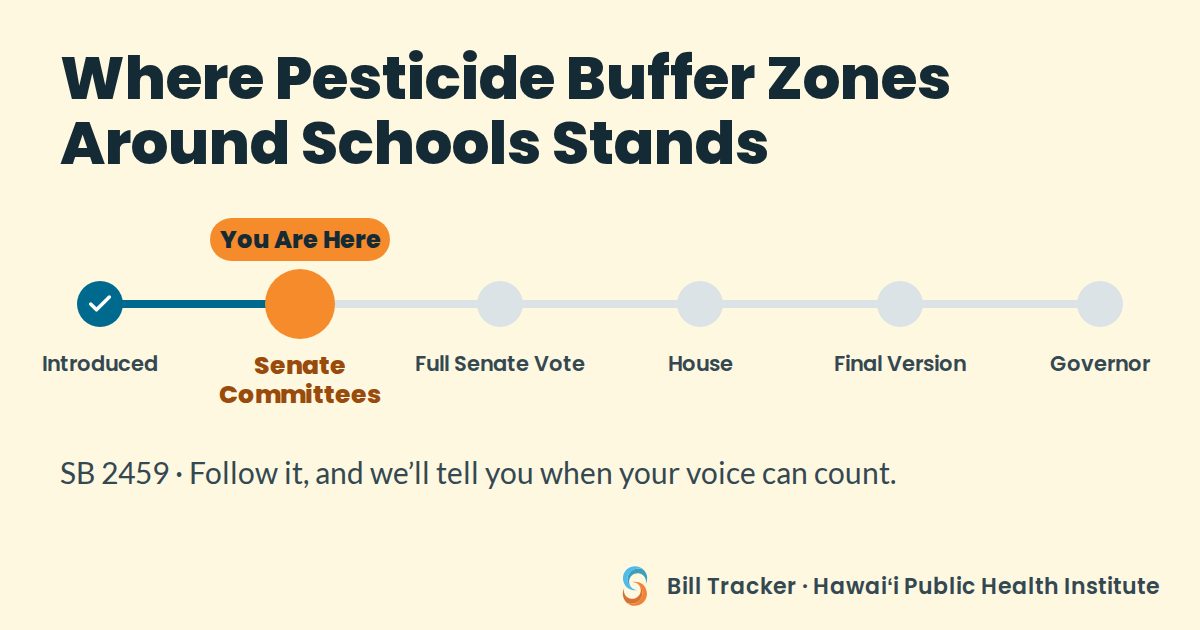 Where Pesticide Buffer Zones
Around Schools Stands
You Are Here
Introduced
Senate
Committees
Full Senate Vote
House
Final Version
Governor
SB 2459 · Follow it, and we’ll tell you when your voice can count.
Bill Tracker · Hawaiʻi Public Health Institute